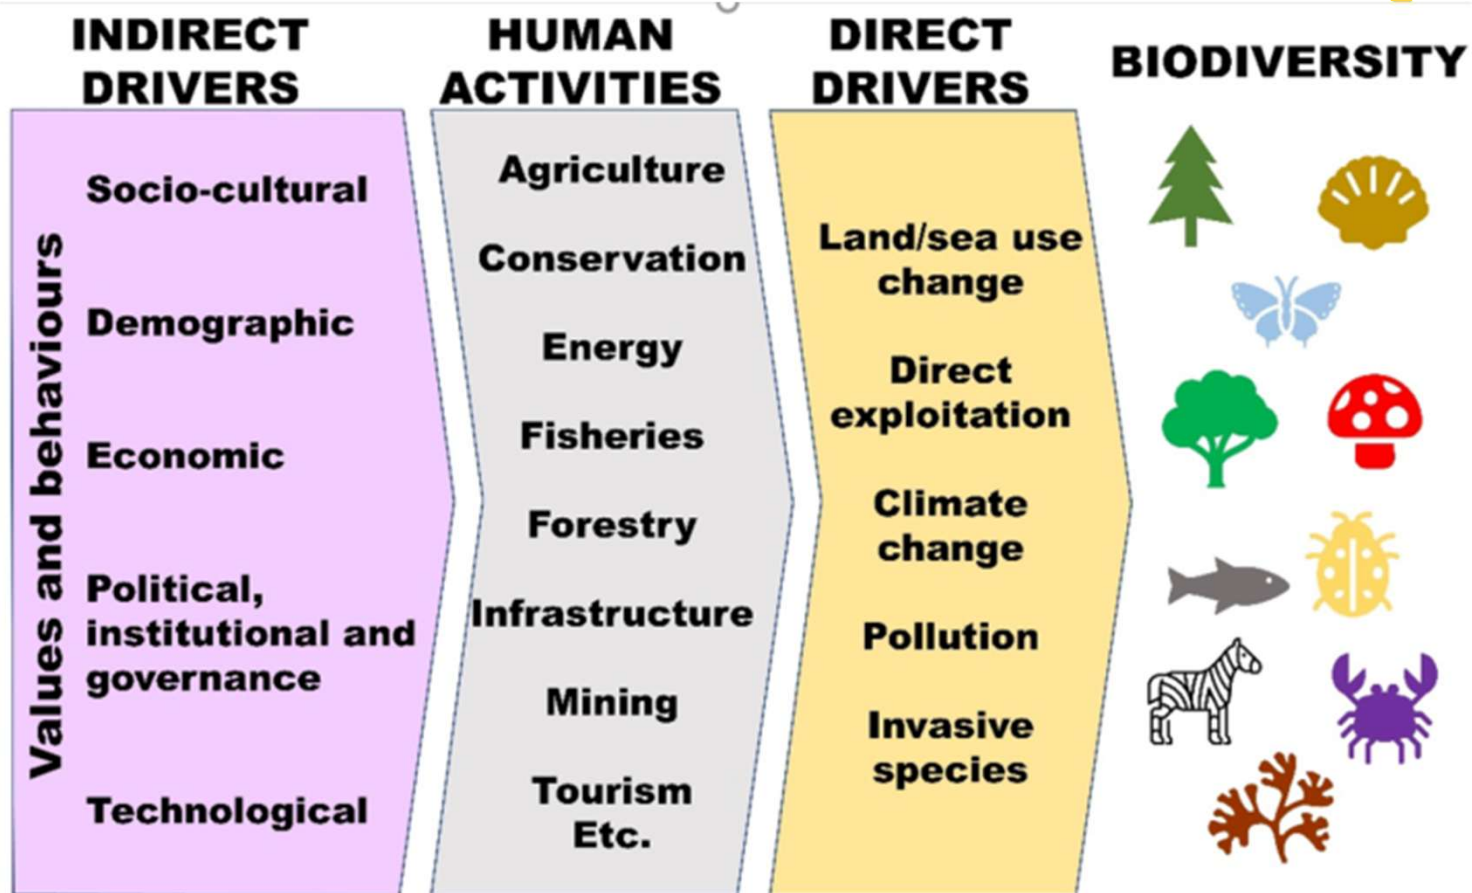 INDIRECT
DRIVERS
HUMAN
ACTIVITIES
DIRECT
DRIVERS
BIODIVERSITY
Values and behaviours
Socio-cultural
Demographic
Economic
Political,
institutional and
governance
Technological
Agriculture
Conservation
Energy
Fisheries
Forestry
Infrastructure
Mining
Tourism
Etc.
Land/sea use
change
Direct
exploitation
Climate
change
Pollution
Invasive
species